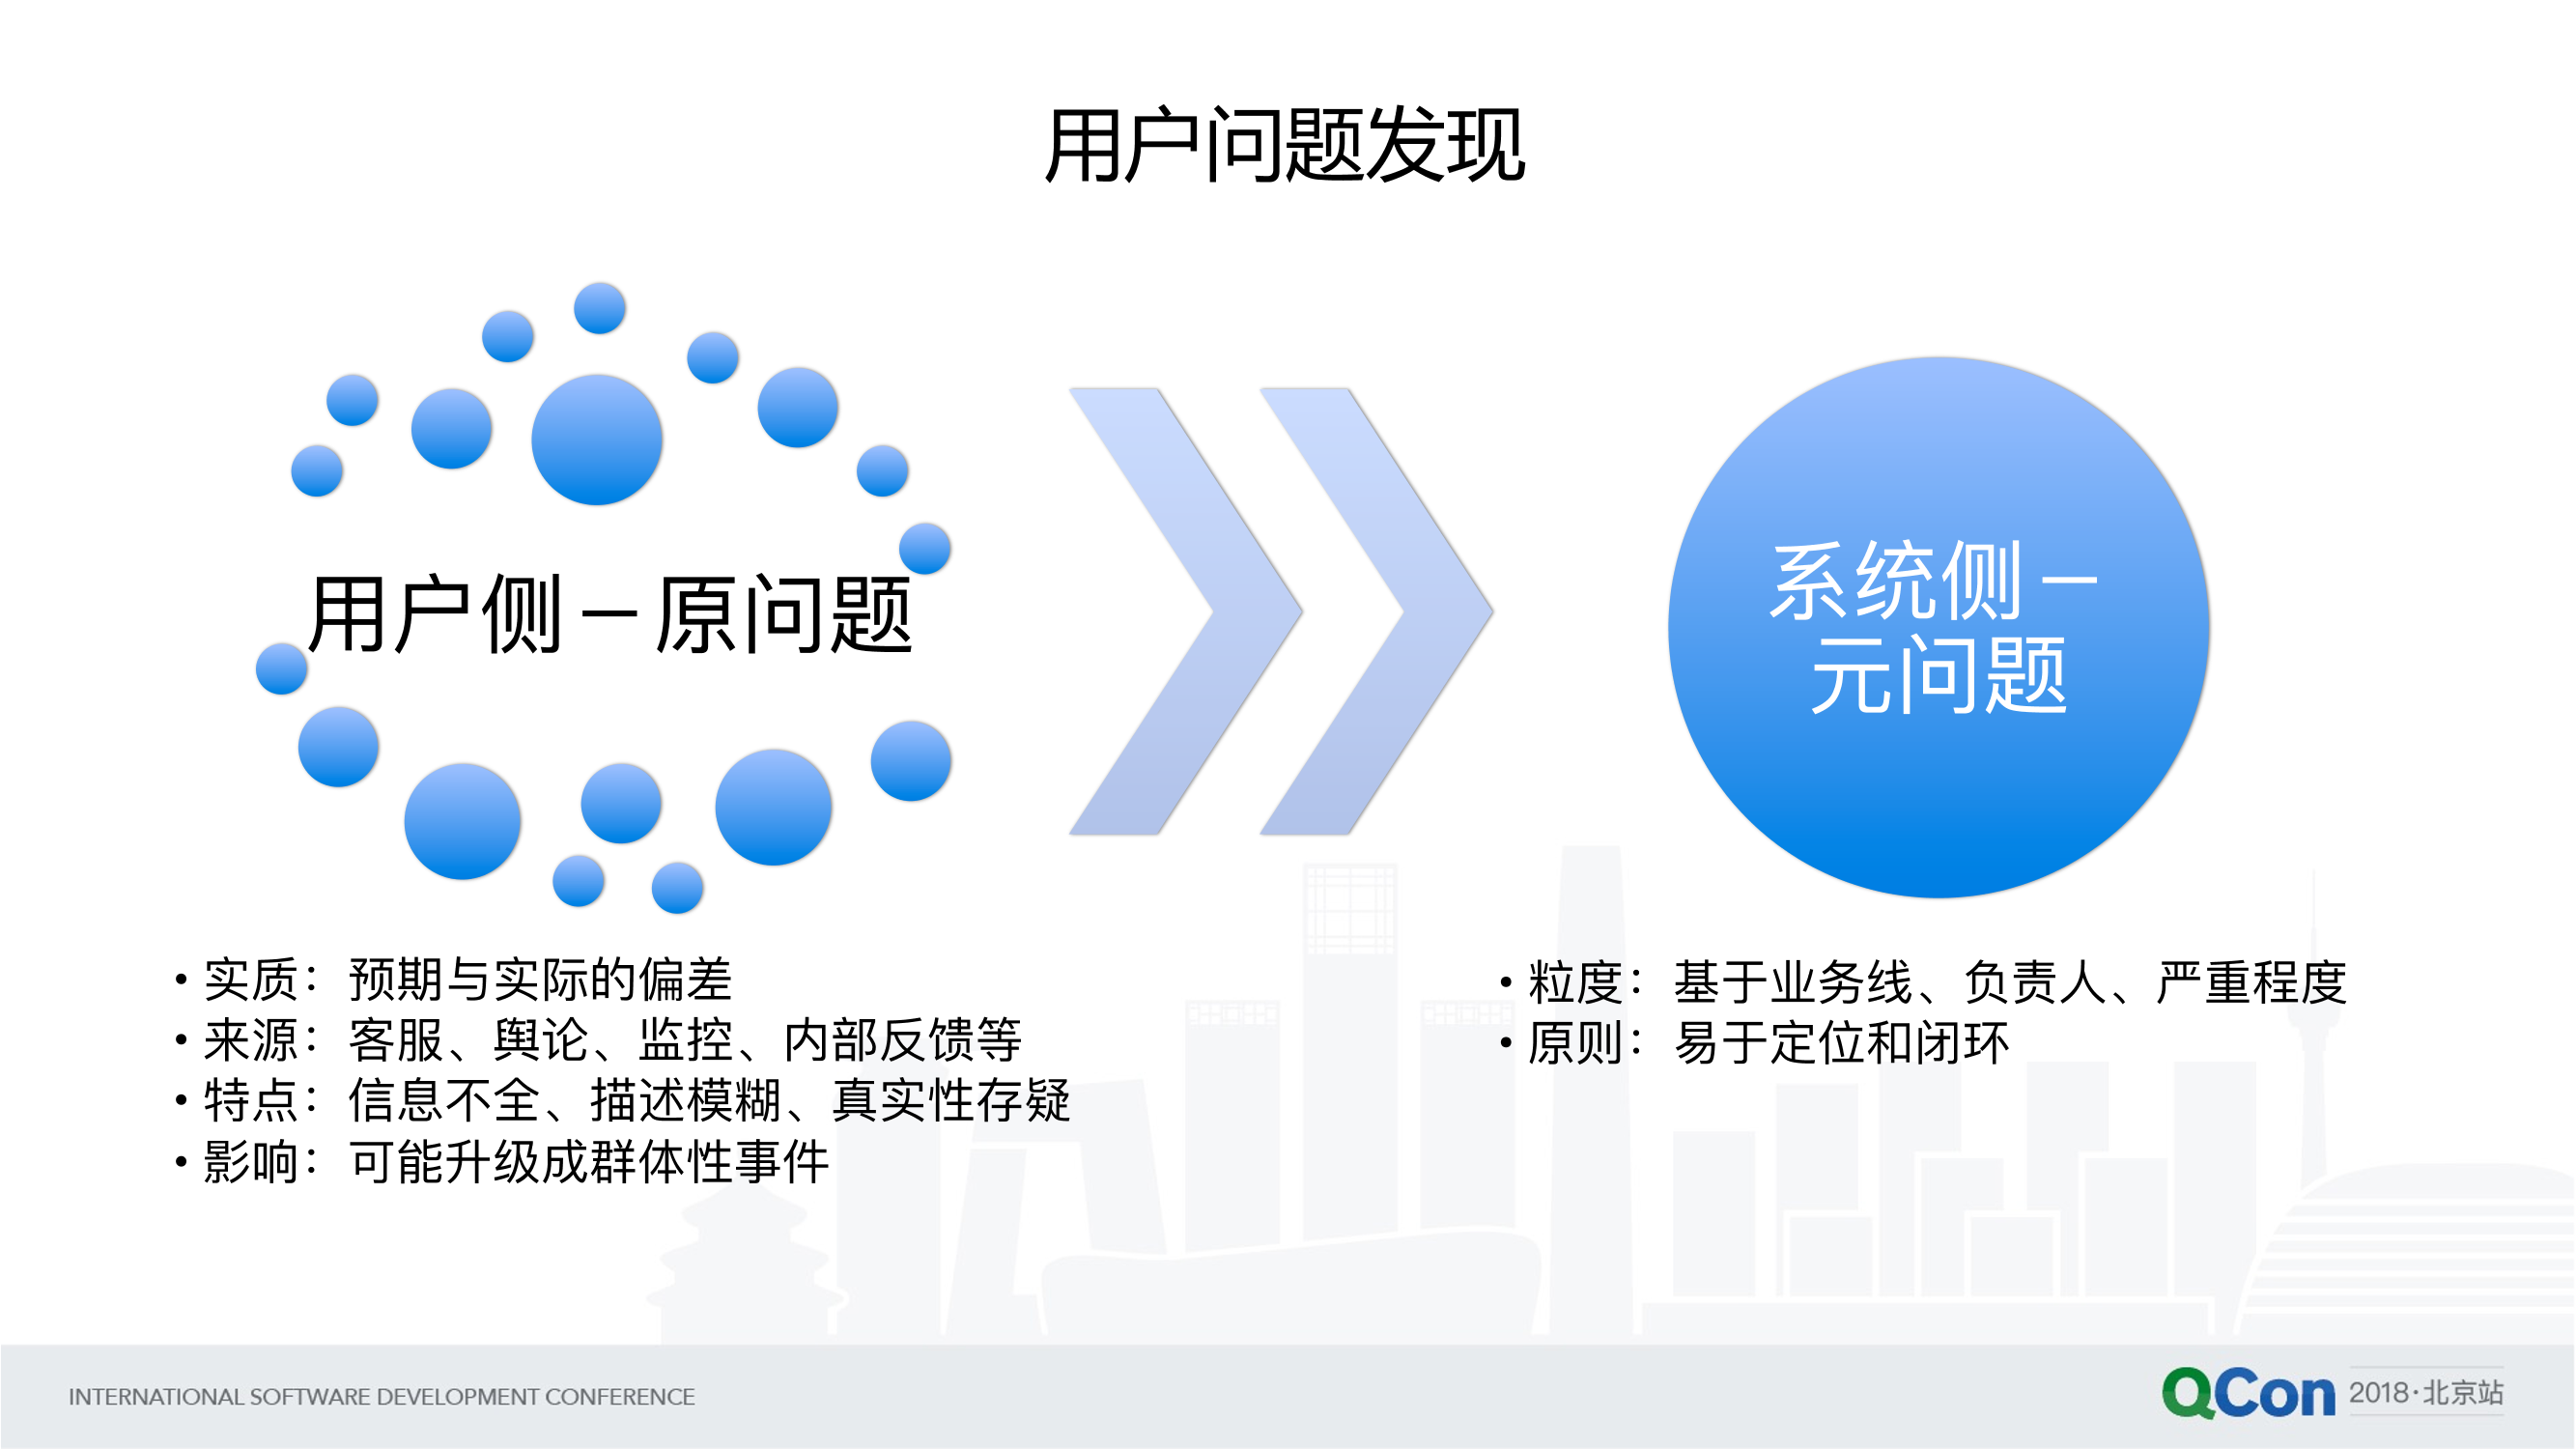 用户问题发现
用户侧－原问题
系统侧－
元问题
• 实质：预期与实际的偏差
• 来源：客服、舆论、监控、内部反馈等
• 特点：信息不全、描述模糊、真实性存疑
• 影响：可能升级成群体性事件
• 粒度：基于业务线、负责人、严重程度
• 原则：易于定位和闭环
INTERNATIONAL SOFTWARE DEVELOPMENT CONFERENCE
QCon 2018·北京站